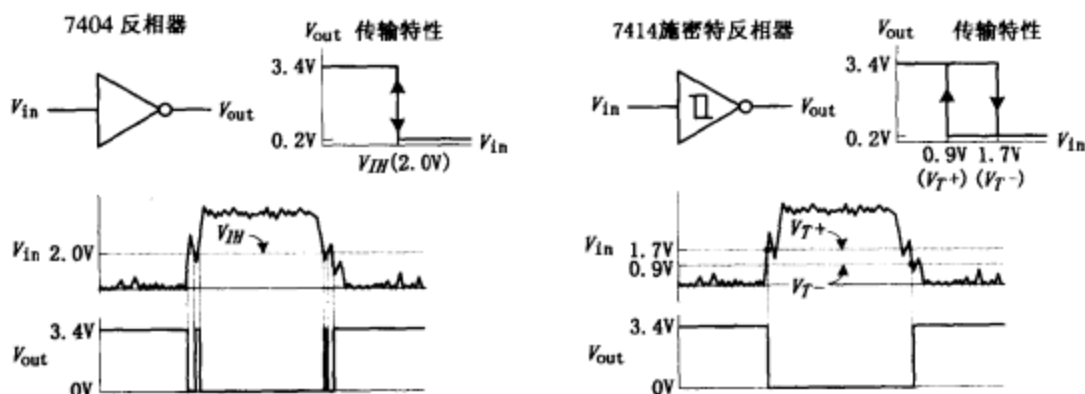 7404 反相器
Vout 传输特性
3.4V
0.2V
VIH(2.0V)
Vin
Vin
Vout
Vin 2.0V
VIH
3.4V
Vout
0V
7414施密特反相器
Vout 传输特性
3.4V
0.2V
0.9V 1.7V
(VT+) (VT-)
Vin
Vin
Vout
Vin
1.7V
0.9V
VT+
VT-
3.4V
Vout
0V